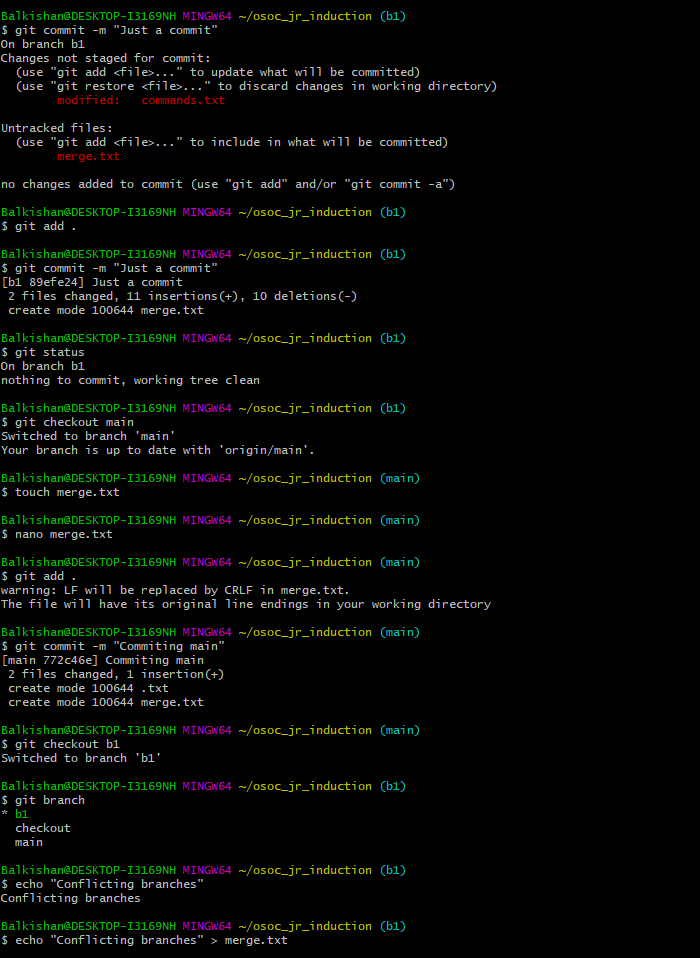 Balkishan@DESKTOP-I3169NH MINGW64 ~/osoc_jr_induction (b1)
$ git commit -m "Just a commit"
On branch b1
Changes not staged for commit:
  (use "git add <file>..." to update what will be committed)
  (use "git restore <file>..." to discard changes in working directory)
        modified:   commands.txt

Untracked files:
  (use "git add <file>..." to include in what will be committed)
        merge.txt

no changes added to commit (use "git add" and/or "git commit -a")

Balkishan@DESKTOP-I3169NH MINGW64 ~/osoc_jr_induction (b1)
$ git add .

Balkishan@DESKTOP-I3169NH MINGW64 ~/osoc_jr_induction (b1)
$ git commit -m "Just a commit"
[b1 89efe24] Just a commit
 2 files changed, 11 insertions(+), 10 deletions(-)
 create mode 100644 merge.txt

Balkishan@DESKTOP-I3169NH MINGW64 ~/osoc_jr_induction (b1)
$ git status
On branch b1
nothing to commit, working tree clean

Balkishan@DESKTOP-I3169NH MINGW64 ~/osoc_jr_induction (b1)
$ git checkout main
Switched to branch 'main'
Your branch is up to date with 'origin/main'.

Balkishan@DESKTOP-I3169NH MINGW64 ~/osoc_jr_induction (main)
$ touch merge.txt

Balkishan@DESKTOP-I3169NH MINGW64 ~/osoc_jr_induction (main)
$ nano merge.txt

Balkishan@DESKTOP-I3169NH MINGW64 ~/osoc_jr_induction (main)
$ git add .
warning: LF will be replaced by CRLF in merge.txt.
The file will have its original line endings in your working directory

Balkishan@DESKTOP-I3169NH MINGW64 ~/osoc_jr_induction (main)
$ git commit -m "Commiting main"
[main 772c46e] Commiting main
 2 files changed, 1 insertion(+)
 create mode 100644 .txt
 create mode 100644 merge.txt

Balkishan@DESKTOP-I3169NH MINGW64 ~/osoc_jr_induction (main)
$ git checkout b1
Switched to branch 'b1'

Balkishan@DESKTOP-I3169NH MINGW64 ~/osoc_jr_induction (b1)
$ git branch
* b1
  checkout
  main

Balkishan@DESKTOP-I3169NH MINGW64 ~/osoc_jr_induction (b1)
$ echo "Conflicting branches"
Conflicting branches

Balkishan@DESKTOP-I3169NH MINGW64 ~/osoc_jr_induction (b1)
$ echo "Conflicting branches" > merge.txt